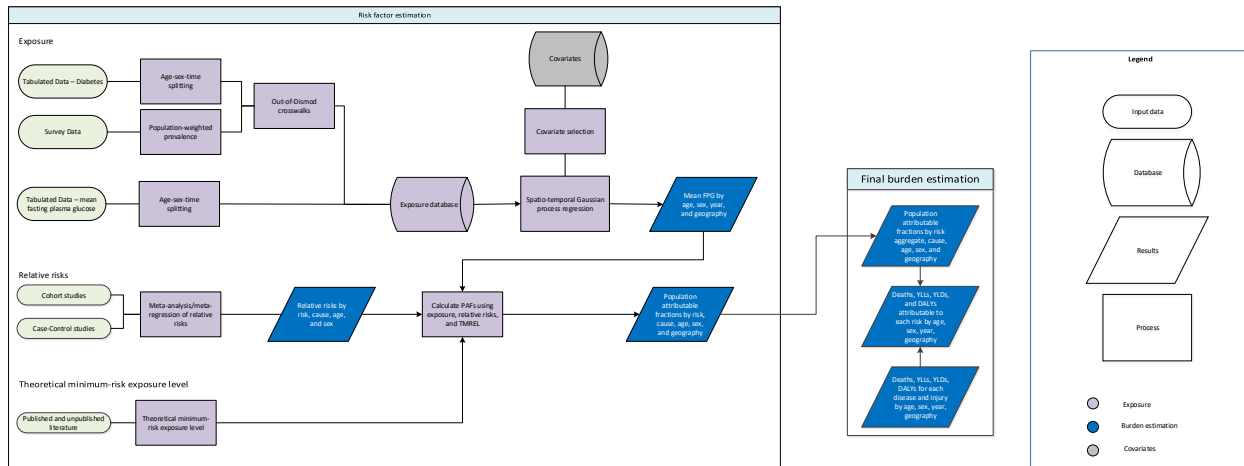 Risk factor estimation
Exposure
Tabulated Data – Diabetes
Age-sex-time
splitting
Survey Data
Population-weighted
prevalence
Out-of-Dismod
crosswalks
Tabulated Data – mean
fasting plasma glucose
Age-sex-time
splitting
Exposure database
Covariates
Covariate selection
Spatio-temporal Gaussian
process regression
Mean FPG by
age, sex, year,
and geography
Relative risks
Cohort studies
Case-Control studies
Meta-analysis/meta-
regression of relative
risks
Relative risks by
risk, cause, age,
and sex
Calculate PAFs using
exposure, relative risks,
and TMREL
Population
attributable
fractions by risk,
cause, age, sex,
and geography
Theoretical minimum-risk exposure level
Published and unpublished
literature
Theoretical minimum-
risk exposure level
Final burden estimation
Population
attributable
fractions by risk
aggregate, cause,
age, sex, and
geography
Deaths, YLLs, YLDs,
and DALYs
attributable to
each risk by age,
sex, year,
geography
Deaths, YLLs, YLDs,
DALYs for each
disease and injury
by age, sex, year,
geography
Legend
Input data
Database
Results
Process
Exposure
Burden estimation
Covariates